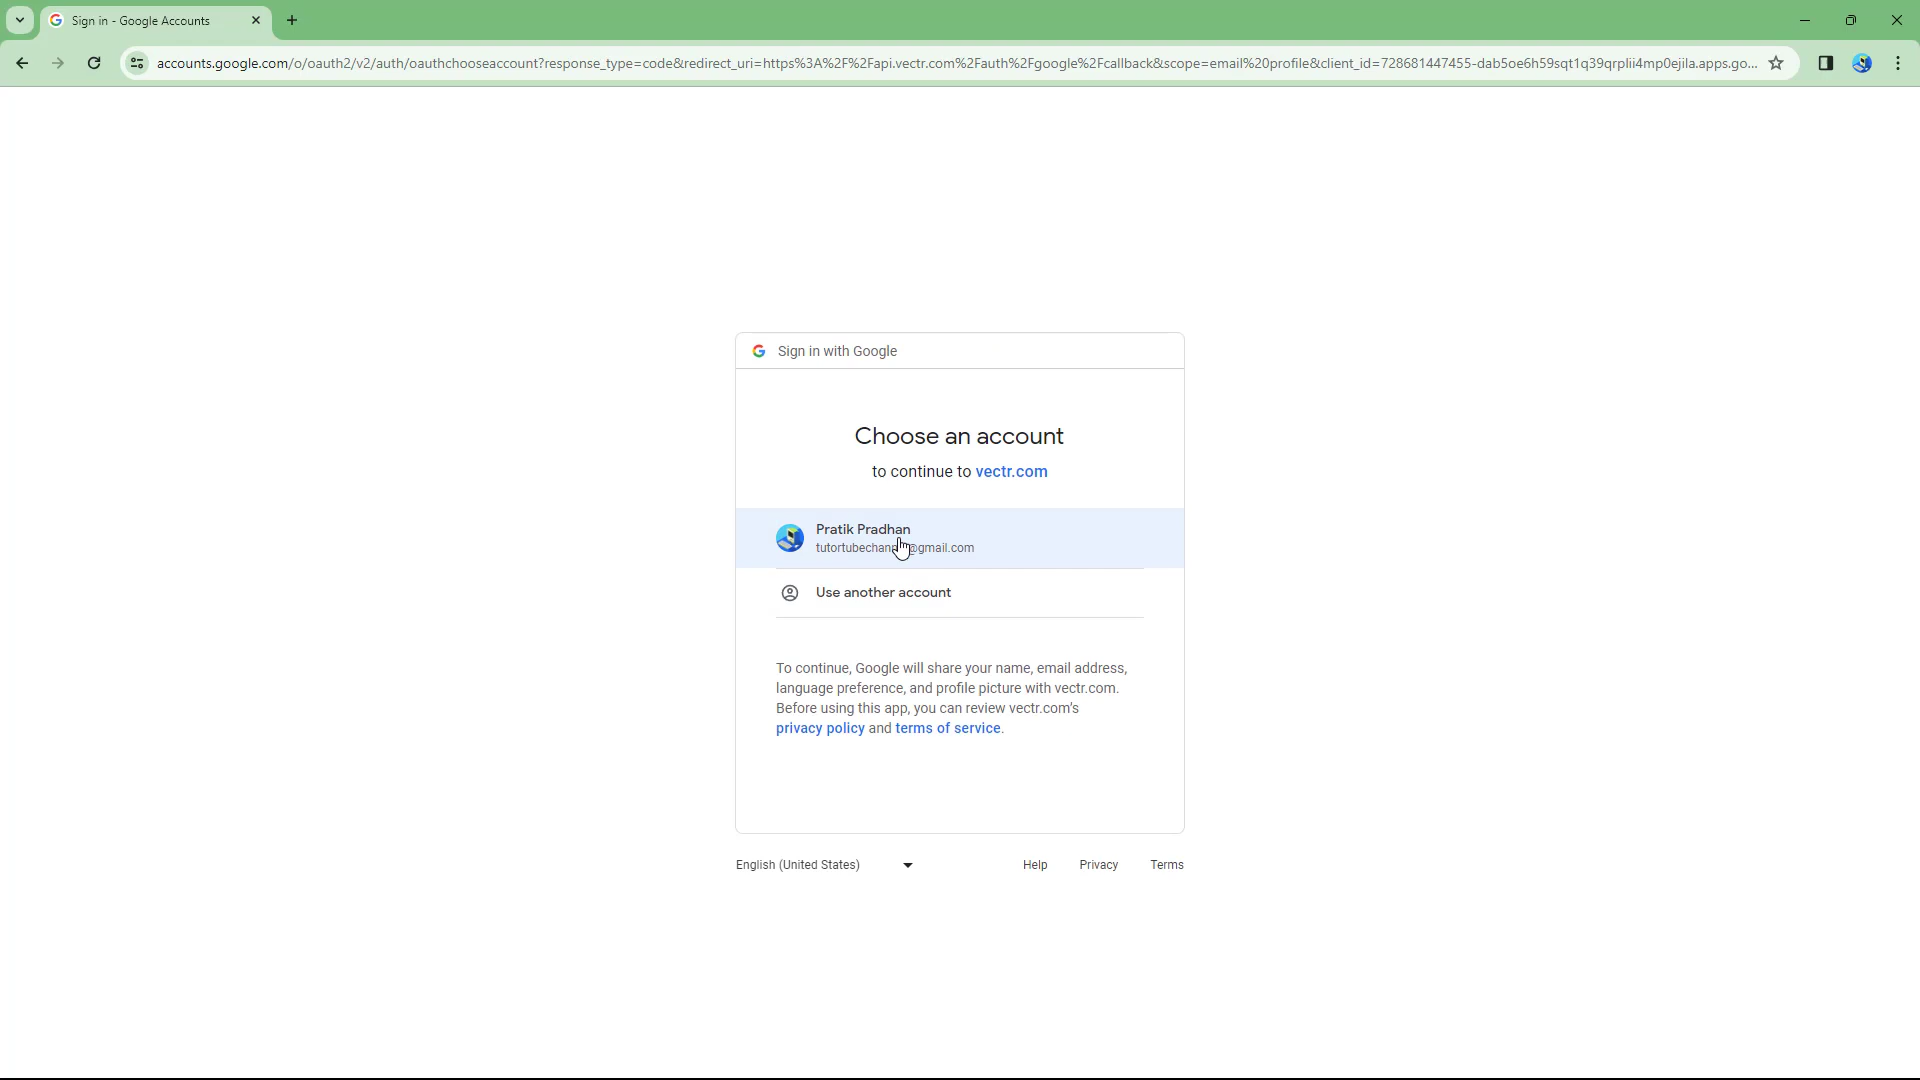 Sign in - Google Accounts
accounts.google.com/o/oauth2/v2/auth/oauthchooseaccount?response_type=code&redirect_uri=https%3A%2F%2Fapi.vectr.com%2Fauth%2Fgoogle%2Fcallback&scope=email%20profile&client_id=728681447455-dab5oe6h59sqt1q39qrplii4mp0ejila.apps.go...
Sign in with Google
Choose an account
to continue to vectr.com
Pratik Pradhan
@gmail.com
Use another account
To continue, Google will share your name, email address,
language preference, and profile picture with vectr.com.
Before using this app, you can review vectr.com's
privacy policy and terms of service.
English (United States)
Help Privacy Terms